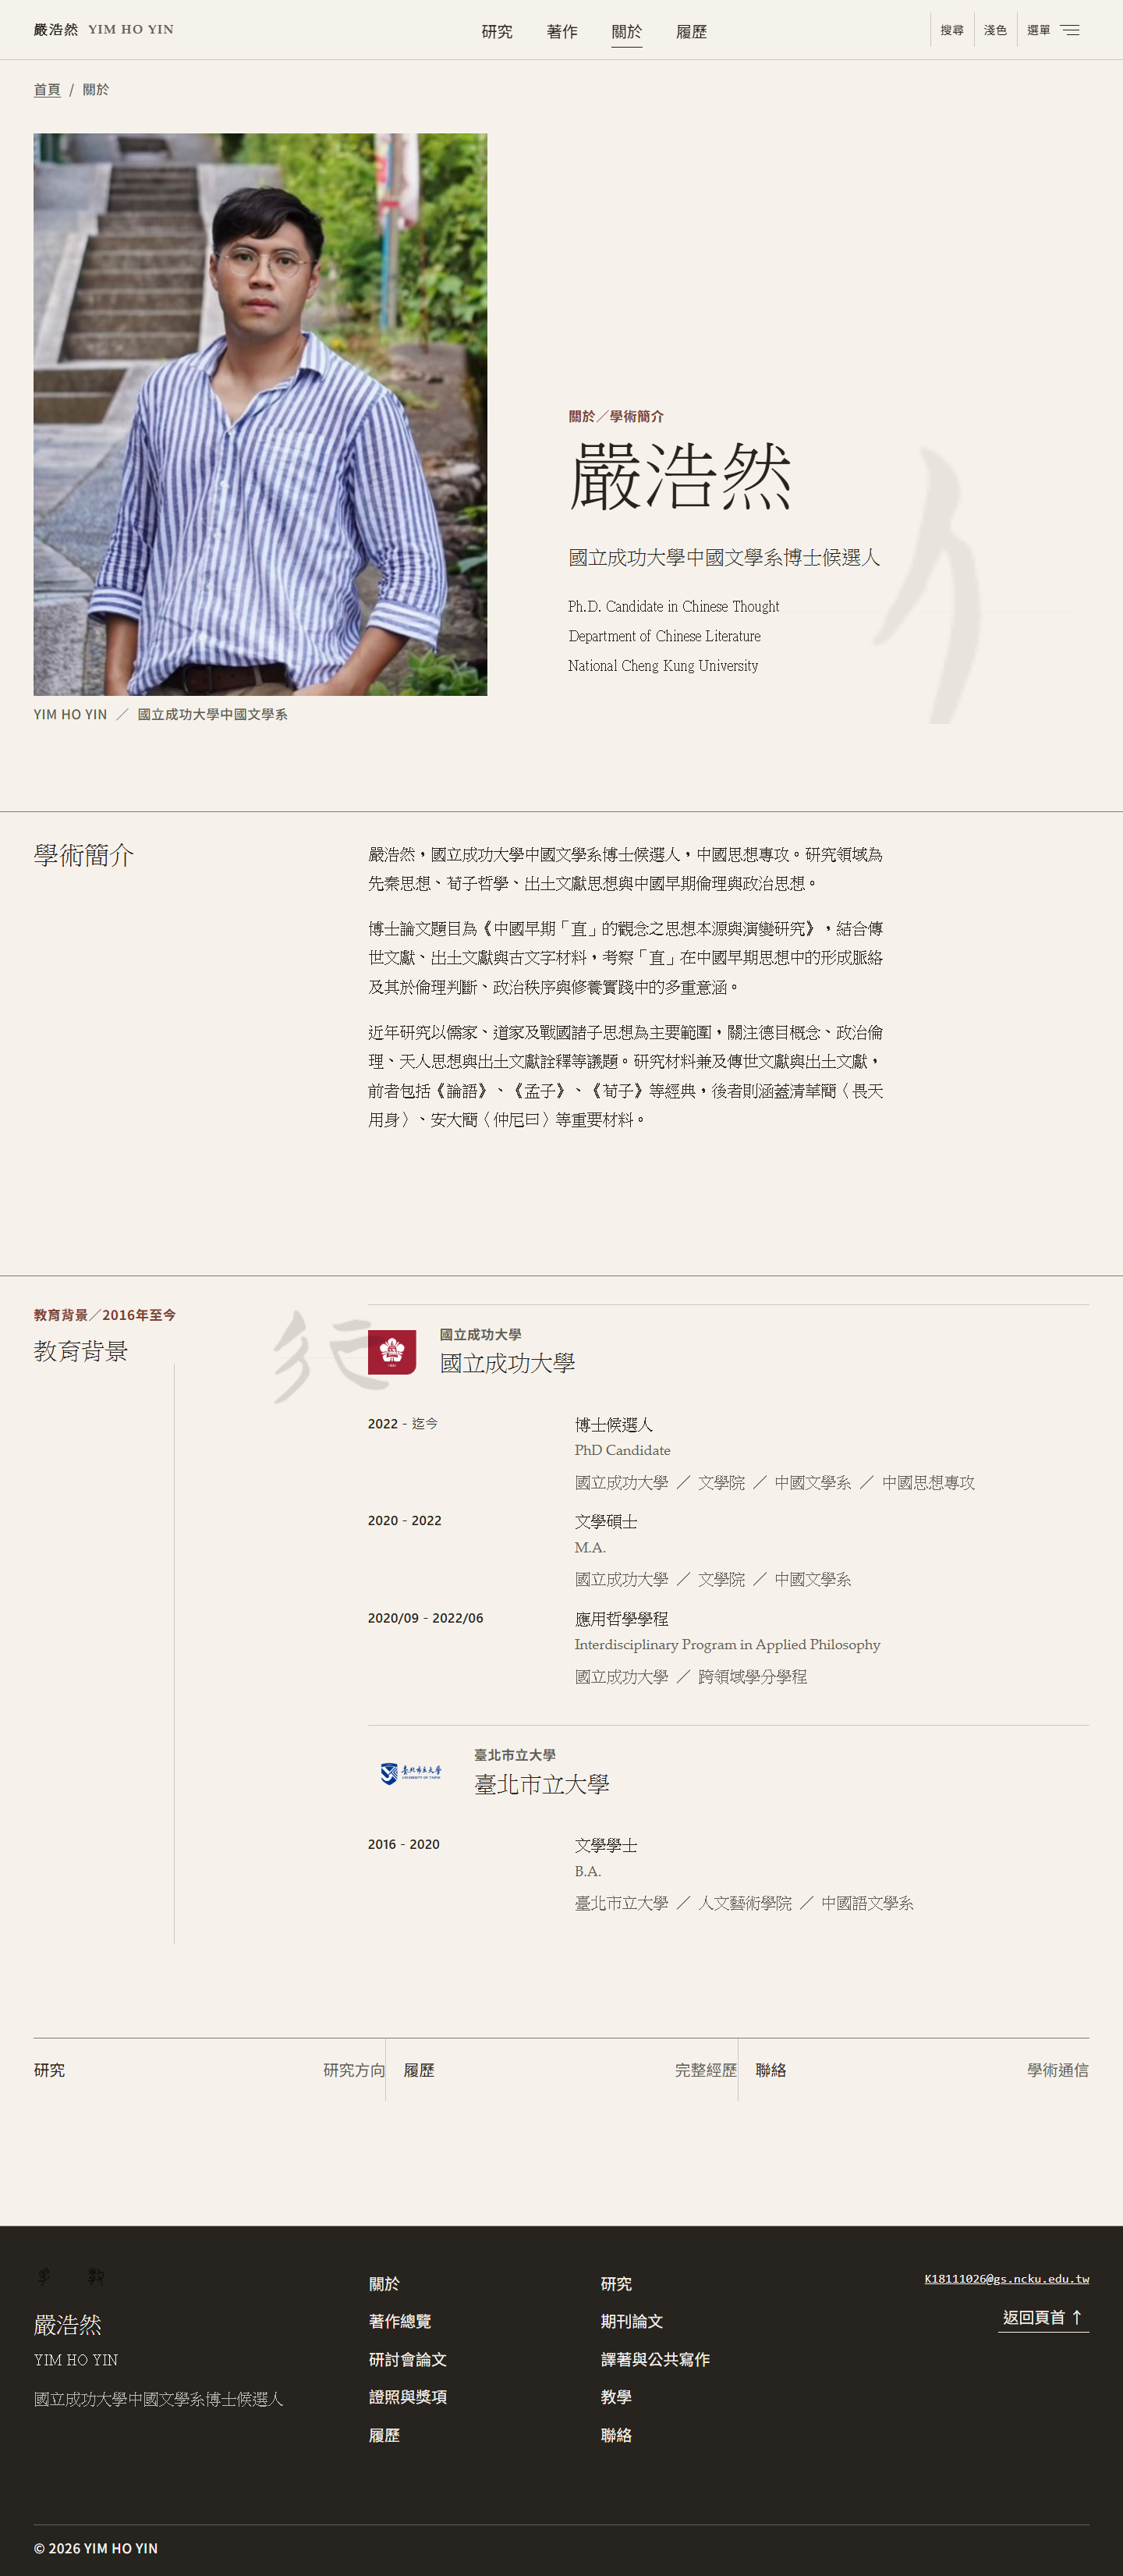 嚴浩然 YIM HO YIN
研究 著作 關於 履歷
搜尋 淺色 選單
首頁 / 關於
YIM HO YIN ／ 國立成功大學中國文學系
關於／學術簡介
嚴浩然
國立成功大學中國文學系博士候選人
Ph.D. Candidate in Chinese Thought
Department of Chinese Literature
National Cheng Kung University
學術簡介
嚴浩然，國立成功大學中國文學系博士候選人，中國思想專攻。研究領域為
先秦思想、荀子哲學、出土文獻思想與中國早期倫理與政治思想。
博士論文題目為《中國早期「直」的觀念之思想本源與演變研究》，結合傳
世文獻、出土文獻與古文字材料，考察「直」在中國早期思想中的形成脈絡
及其於倫理判斷、政治秩序與修養實踐中的多重意涵。
近年研究以儒家、道家及戰國諸子思想為主要範圍，關注德目概念、政治倫
理、天人思想與出土文獻詮釋等議題。研究材料兼及傳世文獻與出土文獻，
前者包括《論語》、《孟子》、《荀子》等經典，後者則涵蓋清華簡〈畏天
用身〉、安大簡〈仲尼曰〉等重要材料。
教育背景／2016年至今
教育背景
國立成功大學
國立成功大學
2022 - 迄今
博士候選人
PhD Candidate
國立成功大學 ／ 文學院 ／ 中國文學系 ／ 中國思想專攻
2020 - 2022
文學碩士
M.A.
國立成功大學 ／ 文學院 ／ 中國文學系
2020/09 - 2022/06
應用哲學學程
Interdisciplinary Program in Applied Philosophy
國立成功大學 ／ 跨領域學分學程
臺北市立大學
UNIVERSITY OF TAIPEI
臺北市立大學
臺北市立大學
2016 - 2020
文學學士
B.A.
臺北市立大學 ／ 人文藝術學院 ／ 中國語文學系
研究 研究方向
履歷 完整經歷
聯絡 學術通信
嚴浩然
YIM HO YIN
國立成功大學中國文學系博士候選人
關於
著作總覽
研討會論文
證照與獎項
履歷
研究
期刊論文
譯著與公共寫作
教學
聯絡
K18111026@gs.ncku.edu.tw
返回頁首 ↑
© 2026 YIM HO YIN